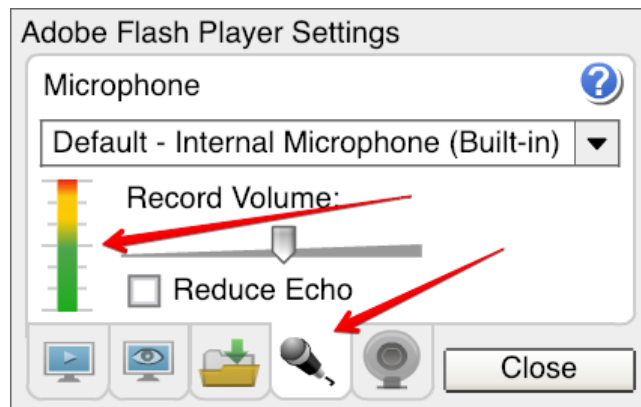 Adobe Flash Player Settings
Microphone
Default - Internal Microphone (Built-in)
Record Volume:
Reduce Echo
Close